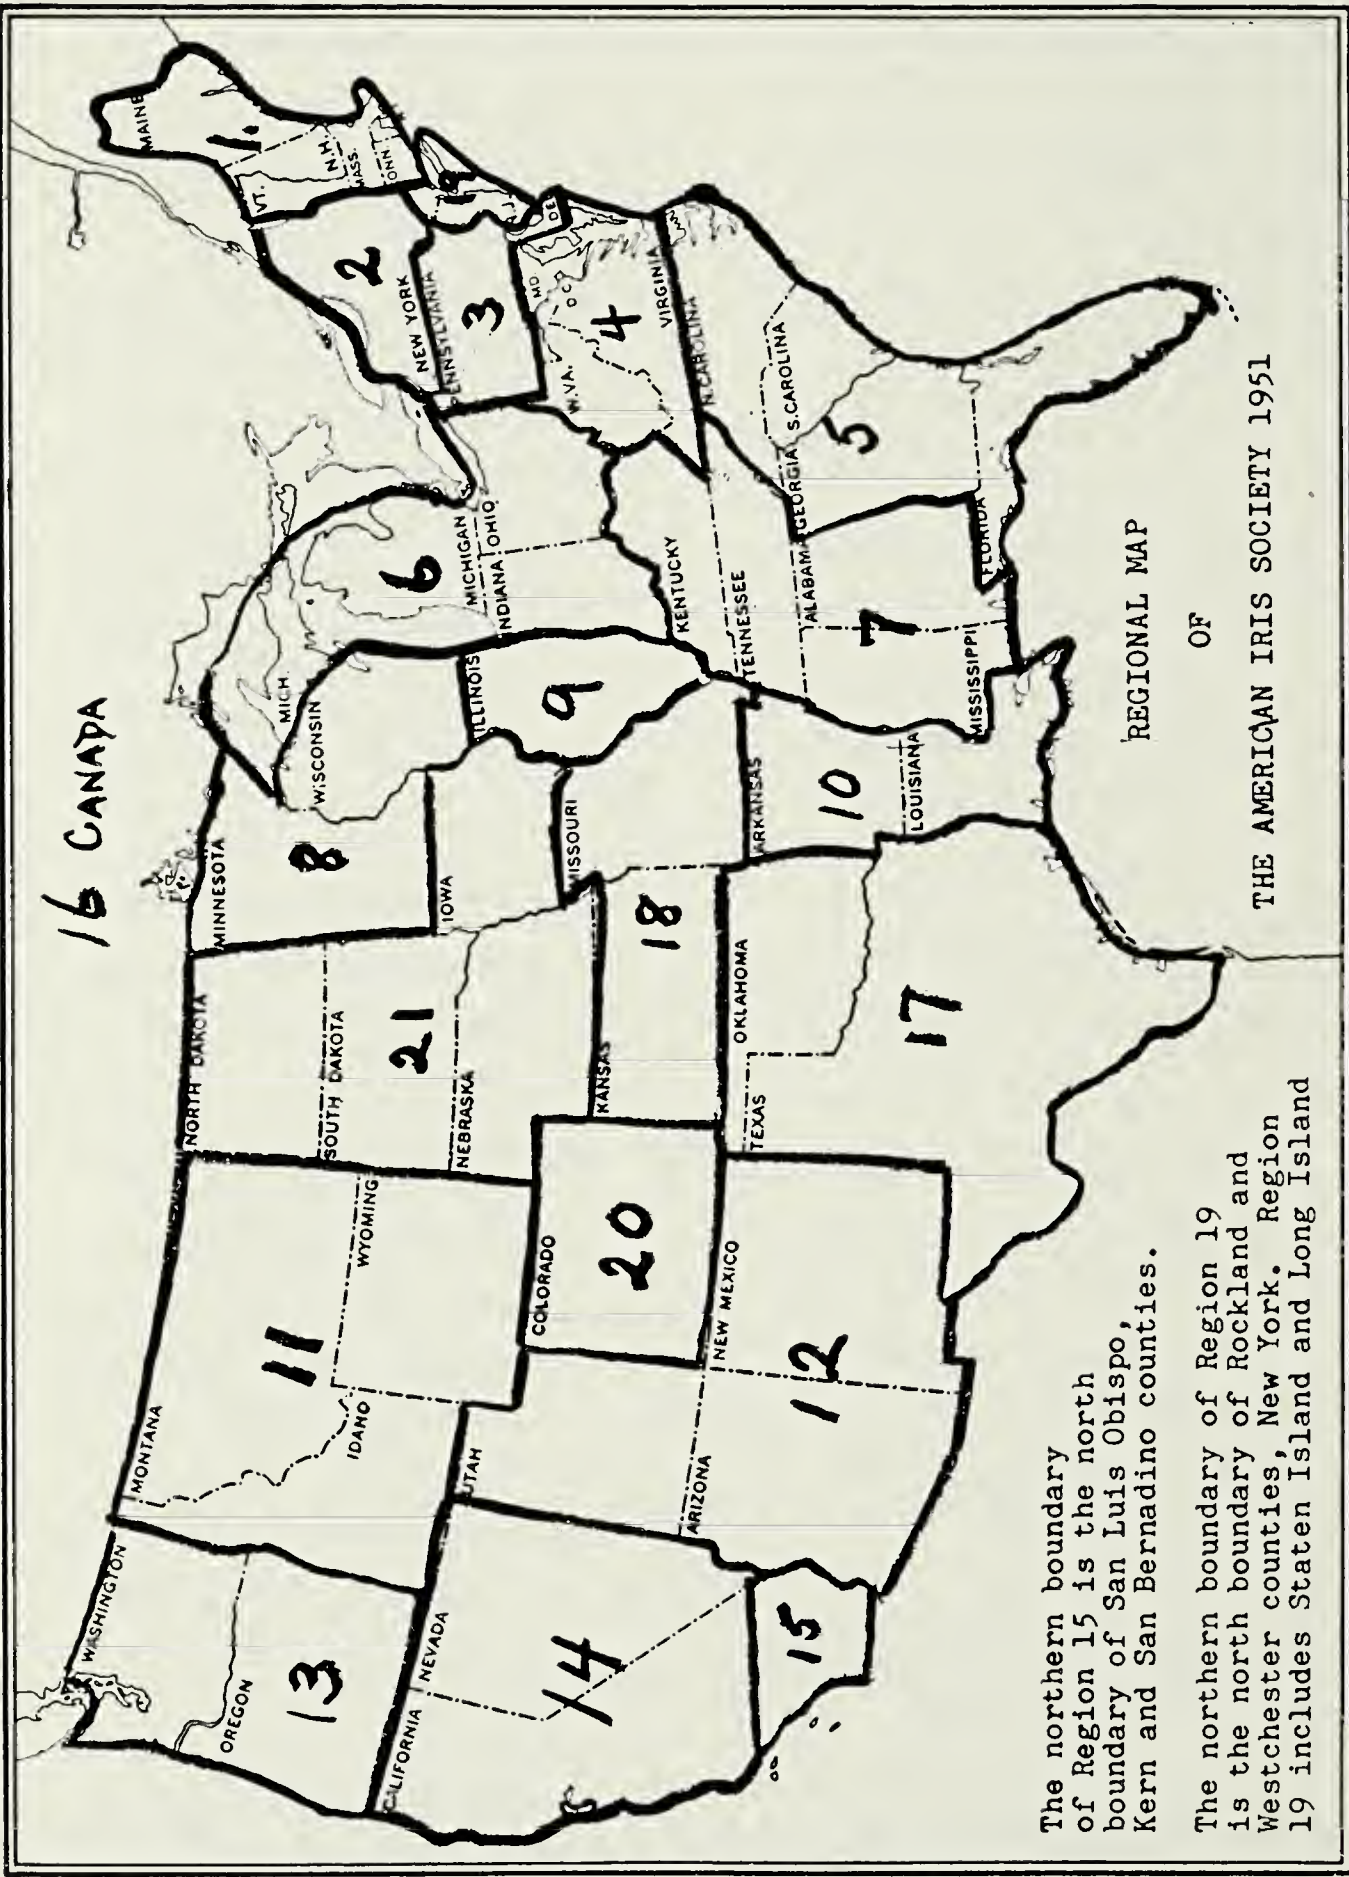 16 CANADA
WASHINGTON
OREGON
13
CALIFORNIA
NEVADA
14
15
MONTANA
IDAHO
11
WYOMING
UTAH
ARIZONA
12
NEW MEXICO
COLORADO
20
NORTH DAKOTA
SOUTH DAKOTA
21
NEBRASKA
KANSAS
18
OKLAHOMA
TEXAS
17
MINNESOTA
8
WISCONSIN
MICH.
IOWA
MISSOURI
ILLINOIS
9
ARKANSAS
10
LOUISIANA
MICHIGAN
6
INDIANA
OHIO
KENTUCKY
TENNESSEE
ALABAMA
7
MISSISSIPPI
GEORGIA
S.CAROLINA
5
FLORIDA
N.CAROLINA
VIRGINIA
W.VA.
4
MD.
D.C.
DE
PENNSYLVANIA
3
NEW YORK
2
19
N.J.
VT.
N.H.
MASS.
CONN.
1
MAINE
The northern boundary
of Region 15 is the north
boundary of San Luis Obispo,
Kern and San Bernadino counties.
The northern boundary of Region 19
is the north boundary of Rockland and
Westchester counties, New York. Region
19 includes Staten Island and Long Island
REGIONAL MAP
OF
THE AMERICAN IRIS SOCIETY 1951